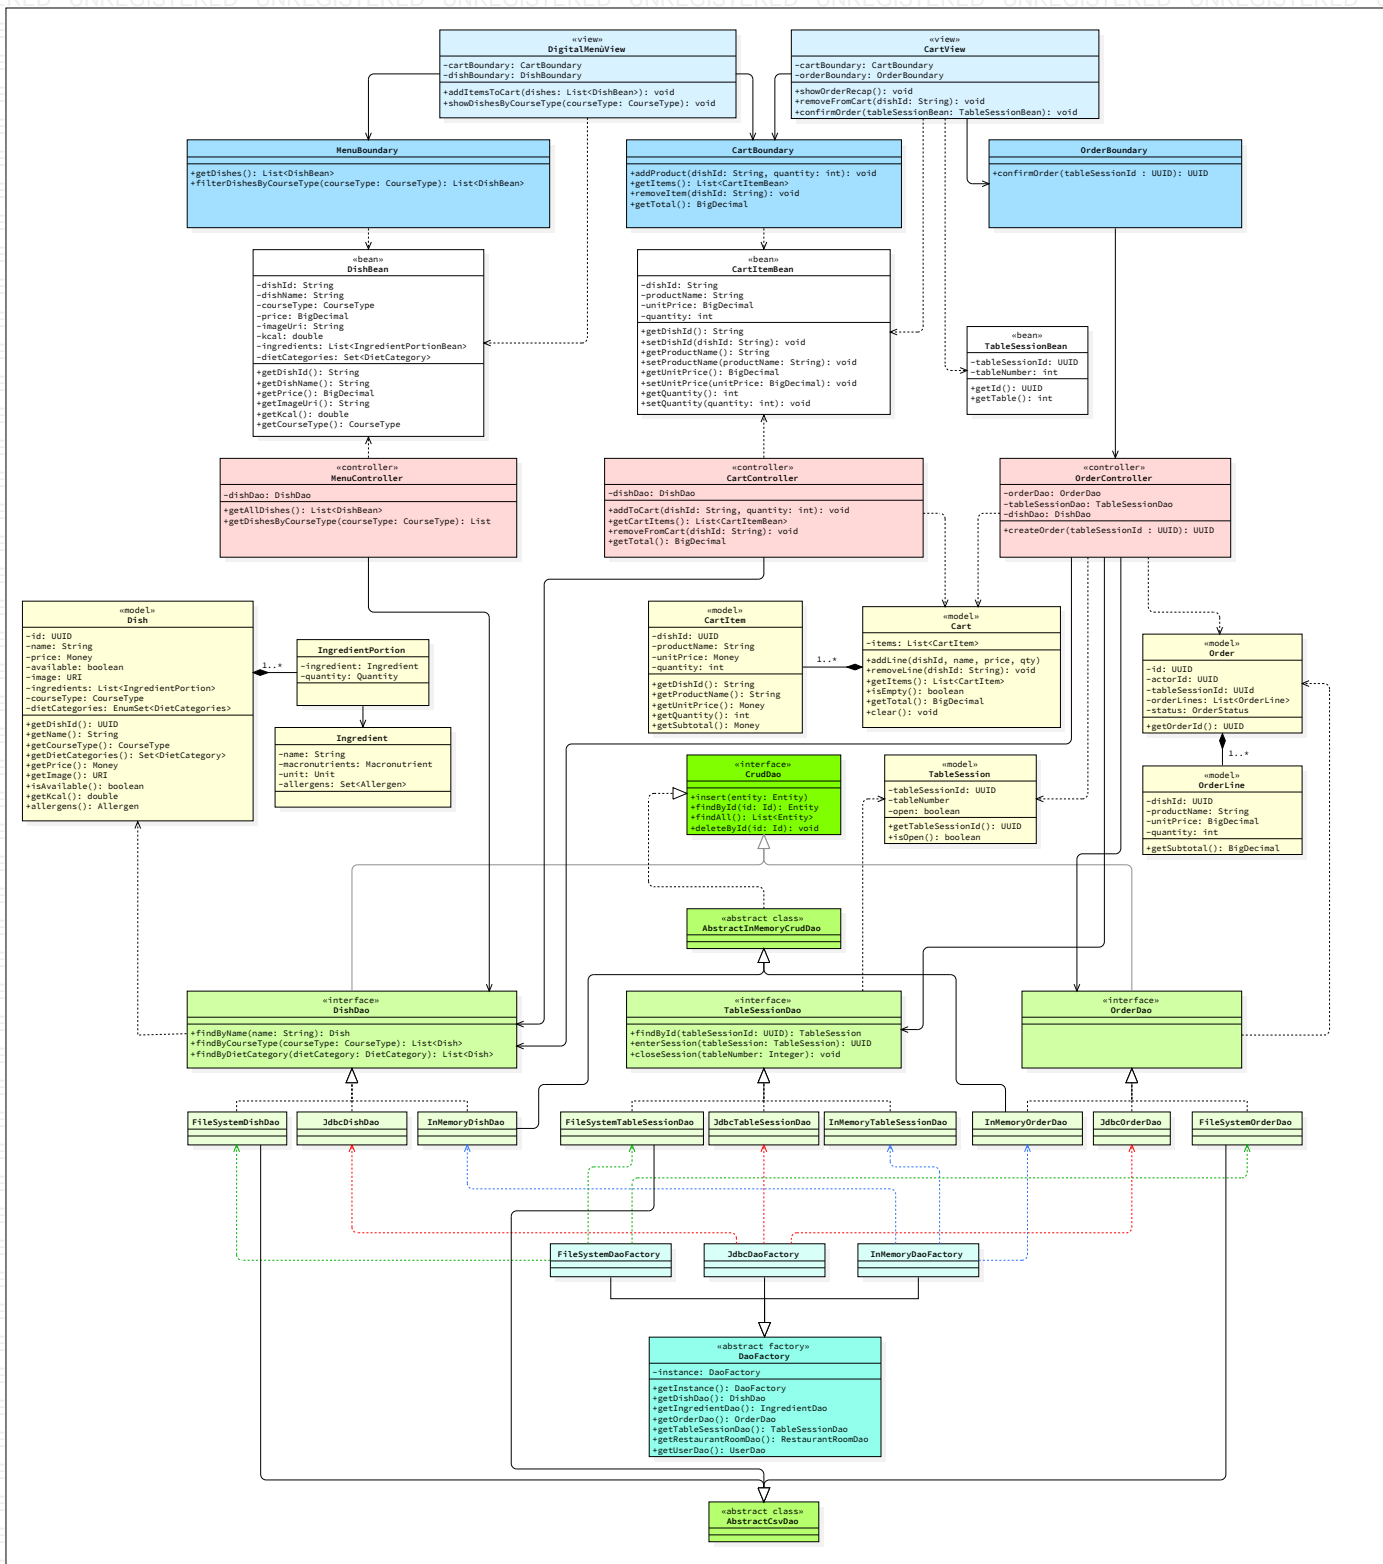 UNREGISTERED UNREGISTERED UNREGISTERED UNREGISTERED UNREGISTERED UNREGISTERED UNREGISTERED
«view»
DigitalMenùView
-cartBoundary: CartBoundary
-dishBoundary: DishBoundary
+addItemsToCart(dishes: List<DishBean>): void
+showDishesByCourseType(courseType: CourseType): void
«view»
CartView
-cartBoundary: CartBoundary
-orderBoundary: OrderBoundary
+showOrderRecap(): void
+removeFromCart(dishId: String): void
+confirmOrder(tableSessionBean: TableSessionBean): void
MenuBoundary
+getDishes(): List<DishBean>
+filterDishesByCourseType(courseType: CourseType): List<DishBean>
CartBoundary
+addProduct(dishId: String, quantity: int): void
+getItems(): List<CartItemBean>
+removeItem(dishId: String): void
+getTotal(): BigDecimal
OrderBoundary
+confirmOrder(tableSessionId : UUID): UUID
«bean»
DishBean
-dishId: String
-dishName: String
-courseType: CourseType
-price: BigDecimal
-imageUri: String
-kcal: double
-ingredients: List<IngredientPortionBean>
-dietCategories: Set<DietCategory>
+getDishId(): String
+getDishName(): String
+getPrice(): BigDecimal
+getImageUri(): String
+getKcal(): double
+getCourseType(): CourseType
«bean»
CartItemBean
-dishId: String
-productName: String
-unitPrice: BigDecimal
-quantity: int
+getDishId(): String
+setDishId(dishId: String): void
+getProductName(): String
+setProductName(productName: String): void
+getUnitPrice(): BigDecimal
+setUnitPrice(unitPrice: BigDecimal): void
+getQuantity(): int
+setQuantity(quantity: int): void
«bean»
TableSessionBean
-tableSessionId: UUID
-tableNumber: int
+getId(): UUID
+getTable(): int
«controller»
MenuController
-dishDao: DishDao
+getAllDishes(): List<DishBean>
+getDishesByCourseType(courseType: CourseType): List
«controller»
CartController
-dishDao: DishDao
+addToCart(dishId: String, quantity: int): void
+getCartItems(): List<CartItemBean>
+removeFromCart(dishId: String): void
+getTotal(): BigDecimal
«controller»
OrderController
-orderDao: OrderDao
-tableSessionDao: TableSessionDao
-dishDao: DishDao
+createOrder(tableSessionId : UUID): UUID
«model»
Dish
-id: UUID
-name: String
-price: Money
-available: boolean
-image: URI
-ingredients: List<IngredientPortion>
-courseType: CourseType
-dietCategories: EnumSet<DietCategories>
+getDishId(): UUID
+getName(): String
+getCourseType(): CourseType
+getDietCategories(): Set<DietCategory>
+getPrice(): Money
+getImage(): URI
+isAvailable(): boolean
+getKcal(): double
+allergens(): Allergen
1..*
IngredientPortion
-ingredient: Ingredient
-quantity: Quantity
Ingredient
-name: String
-macronutrients: Macronutrient
-unit: Unit
-allergens: Set<Allergen>
«model»
CartItem
-dishId: UUID
-productName: String
-unitPrice: Money
-quantity: int
+getDishId(): String
+getProductName(): String
+getUnitPrice(): Money
+getQuantity(): int
+getSubtotal(): Money
1..*
«model»
Cart
-items: List<CartItem>
+addLine(dishId, name, price, qty)
+removeLine(dishId: String): void
+getItems(): List<CartItem>
+isEmpty(): boolean
+getTotal(): BigDecimal
+clear(): void
«model»
Order
-id: UUID
-actorId: UUID
-tableSessionId: UUId
-orderLines: List<OrderLine>
-status: OrderStatus
+getOrderId(): UUID
1..*
«model»
OrderLine
-dishId: UUID
-productName: String
-unitPrice: BigDecimal
-quantity: int
+getSubtotal(): BigDecimal
«interface»
CrudDao
+insert(entity: Entity)
+findById(id: Id): Entity
+findAll(): List<Entity>
+deleteById(id: Id): void
«model»
TableSession
-tableSessionId: UUID
-tableNumber
-open: boolean
+getTableSessionId(): UUID
+isOpen(): boolean
«abstract class»
AbstractInMemoryCrudDao
«interface»
DishDao
+findByName(name: String): Dish
+findByCourseType(courseType: CourseType): List<Dish>
+findByDietCategory(dietCategory: DietCategory): List<Dish>
«interface»
TableSessionDao
+findById(tableSessionId: UUID): TableSession
+enterSession(tableSession: TableSession): UUID
+closeSession(tableNumber: Integer): void
«interface»
OrderDao
FileSystemDishDao
JdbcDishDao
InMemoryDishDao
FileSystemTableSessionDao
JdbcTableSessionDao
InMemoryTableSessionDao
InMemoryOrderDao
JdbcOrderDao
FileSystemOrderDao
FileSystemDaoFactory
JdbcDaoFactory
InMemoryDaoFactory
«abstract factory»
DaoFactory
-instance: DaoFactory
+getInstance(): DaoFactory
+getDishDao(): DishDao
+getIngredientDao(): IngredientDao
+getOrderDao(): OrderDao
+getTableSessionDao(): TableSessionDao
+getRestaurantRoomDao(): RestaurantRoomDao
+getUserDao(): UserDao
«abstract class»
AbstractCsvDao